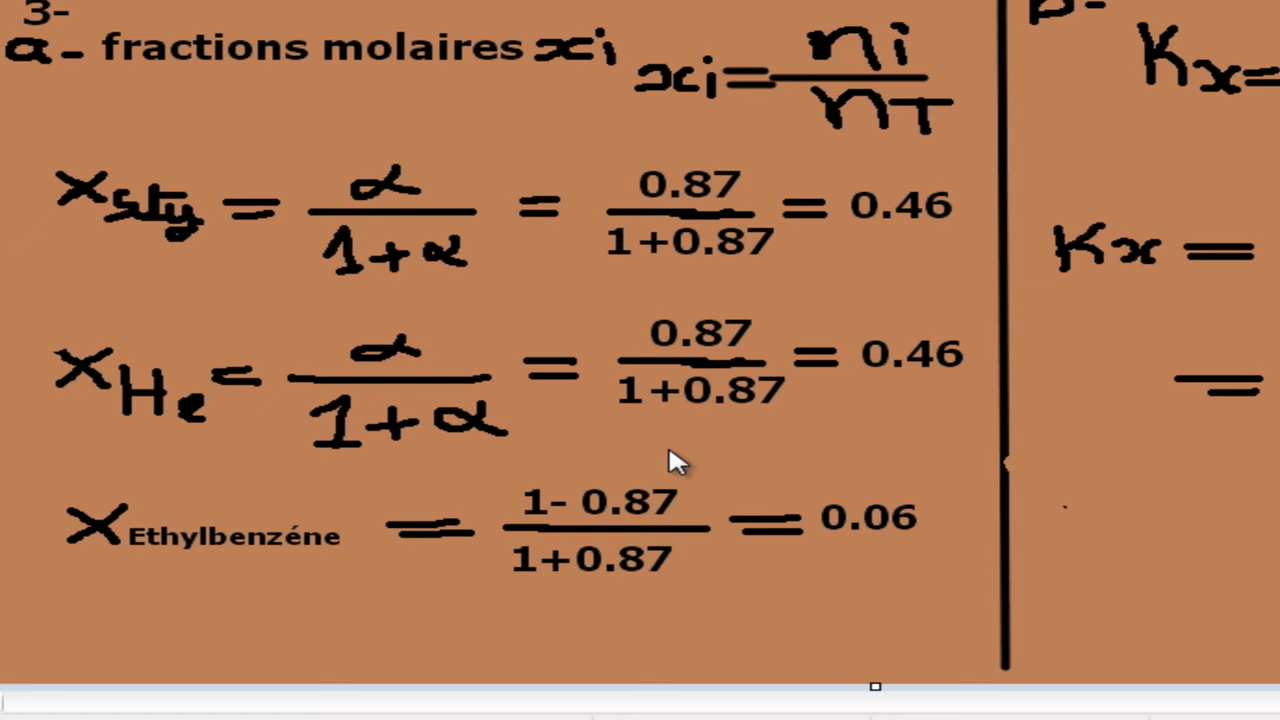 3-
a- fractions molaires xi xi = ni / nT
xSty = α / 1+α = 0.87 / 1+0.87 = 0.46
xHe = α / 1+α = 0.87 / 1+0.87 = 0.46
xEthylbenzéne = 1- 0.87 / 1+0.87 = 0.06
Kx=
Kx =
=